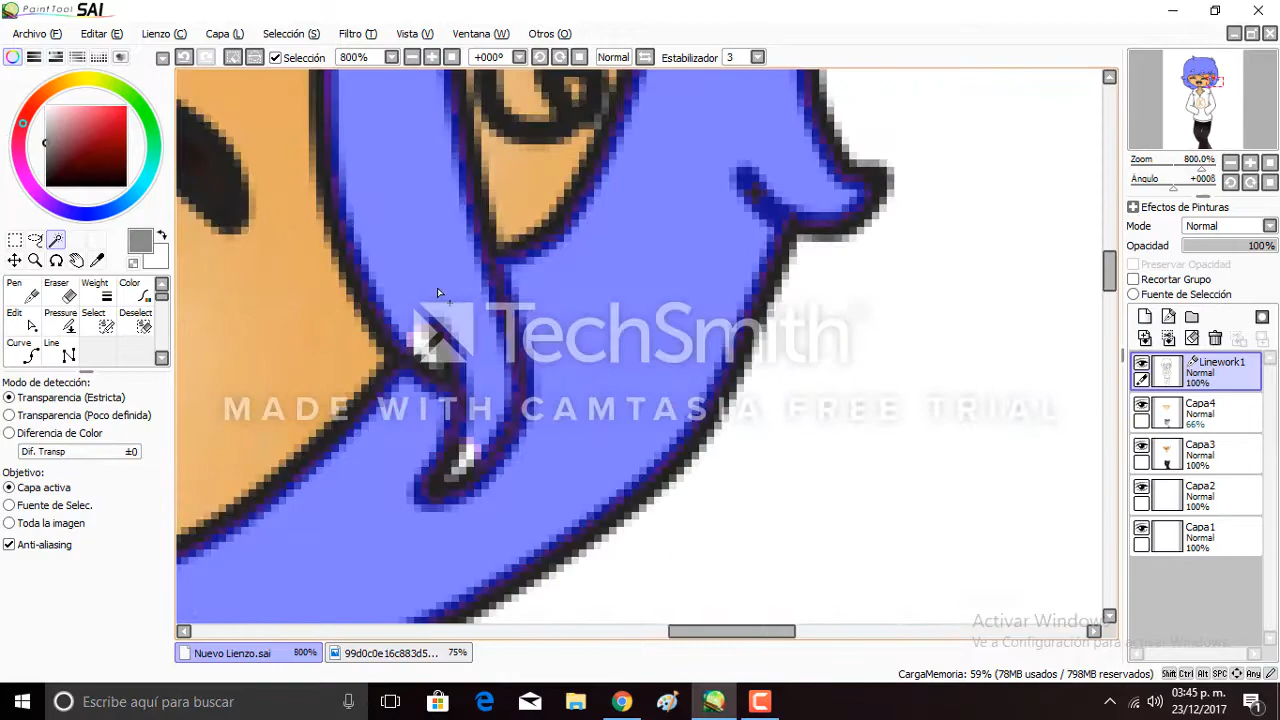 PaintTool SAI
Archivo (F) Editar (E) Lienzo (C) Capa (L) Selección (S) Filtro (T) Vista (V) Ventana (W) Otros (O)
Selección 800% +000º Normal Estabilizador 3
Zoom 800.0%
Ángulo +000ß
Efectos de Pinturas
Modo Normal
Opacidad 100%
Preservar Opacidad
Recortar Grupo
Fuente de Selección
Pen Eraser Weight Color
Edit Pressure Select Deselect
Curve Line
Modo de detección:
Transparencia (Estricta)
Transparencia (Poco definida)
Diferencia de Color
Dif. Transp ±0
Objetivo:
Capa activa
Fuente de Selec.
Toda la imagen
Anti-aliasing
Linework1
Normal
100%
Capa4
Normal
66%
Capa3
Normal
100%
Capa2
Normal
100%
Capa1
Normal
100%
TechSmith
MADE WITH CAMTASIA FREE TRIAL
Activar Windows
Ve a Configuración para activar Windows.
Nuevo Lienzo.sai 800% 99d0c0e16c883d5... 75%
CargaMemoria: 59% (78MB usados / 798MB reservados) Shift Ctrl Alt SPC Any
Escribe aquí para buscar
03:45 p. m.
23/12/2017
1